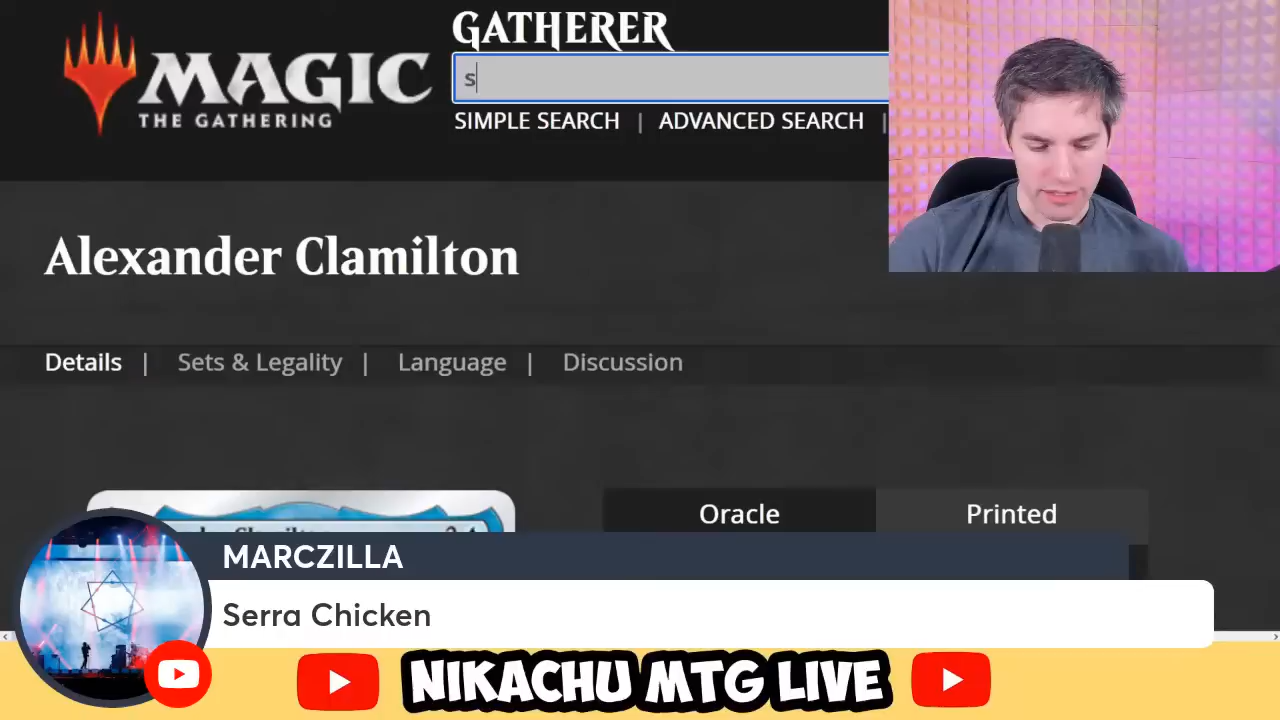 MAGIC
THE GATHERING
GATHERER
s
SIMPLE SEARCH | ADVANCED SEARCH |
Alexander Clamilton
Details | Sets & Legality | Language | Discussion
Oracle
Printed
MARCZILLA
Serra Chicken
NIKACHU MTG LIVE